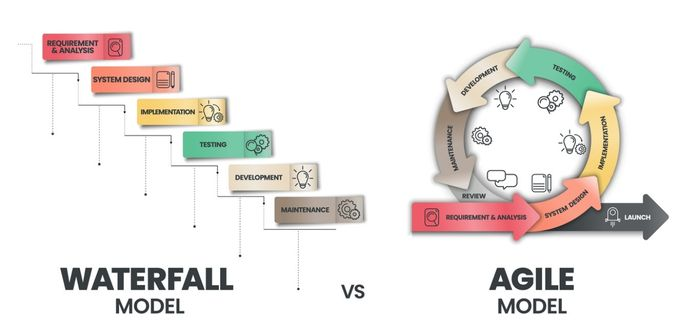 REQUIREMENT
& ANALYSIS
SYSTEM DESIGN
IMPLEMENTATION
TESTING
DEVELOPMENT
MAINTENANCE
WATERFALL
MODEL
VS
DEVELOPMENT
TESTING
MAINTENANCE
IMPLEMENTATION
REVIEW
REQUIREMENT & ANALYSIS
SYSTEM DESIGN
LAUNCH
AGILE
MODEL